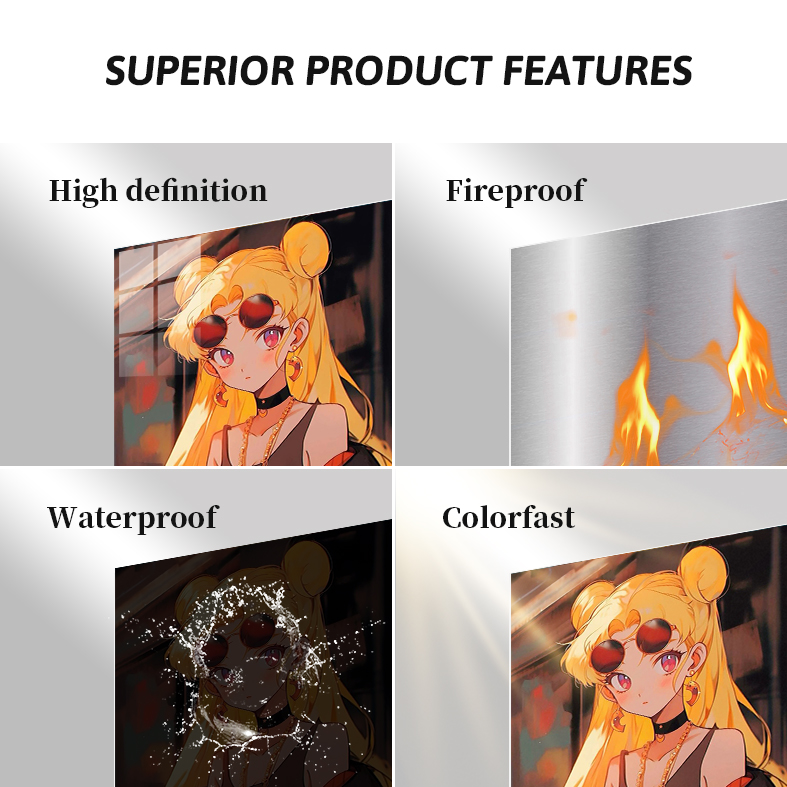 SUPERIOR PRODUCT FEATURES
High definition
Fireproof
Waterproof
Colorfast